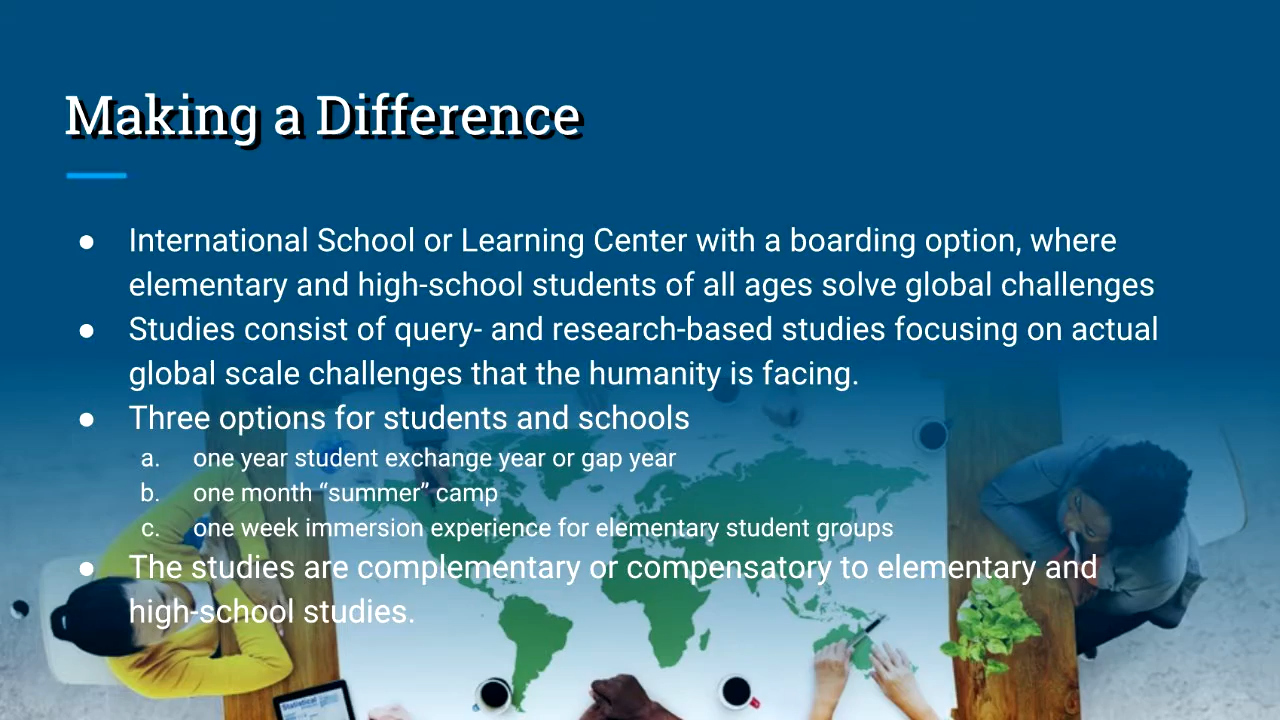 Making a Difference
● International School or Learning Center with a boarding option, where
elementary and high-school students of all ages solve global challenges
● Studies consist of query- and research-based studies focusing on actual
global scale challenges that the humanity is facing.
● Three options for students and schools
a. one year student exchange year or gap year
b. one month “summer” camp
c. one week immersion experience for elementary student groups
● The studies are complementary or compensatory to elementary and
high-school studies.
Statistical